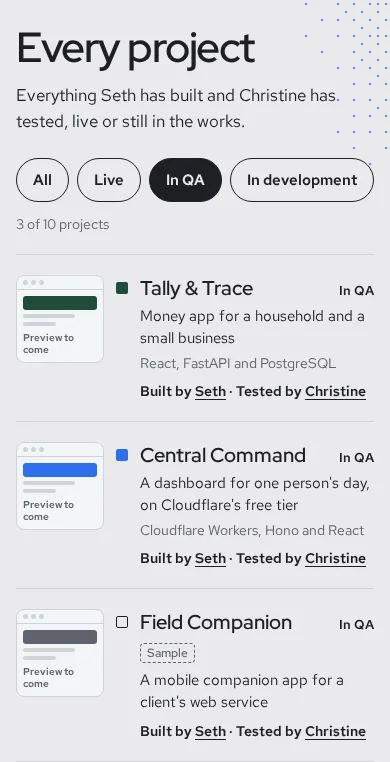 Every project
Everything Seth has built and Christine has
tested, live or still in the works.
All
Live
In QA
In development
3 of 10 projects
Preview to
come
Tally & Trace
In QA
Money app for a household and a
small business
React, FastAPI and PostgreSQL
Built by Seth · Tested by Christine
Preview to
come
Central Command
In QA
A dashboard for one person's day,
on Cloudflare's free tier
Cloudflare Workers, Hono and React
Built by Seth · Tested by Christine
Preview to
come
Field Companion
In QA
Sample
A mobile companion app for a
client's web service
Built by Seth · Tested by Christine